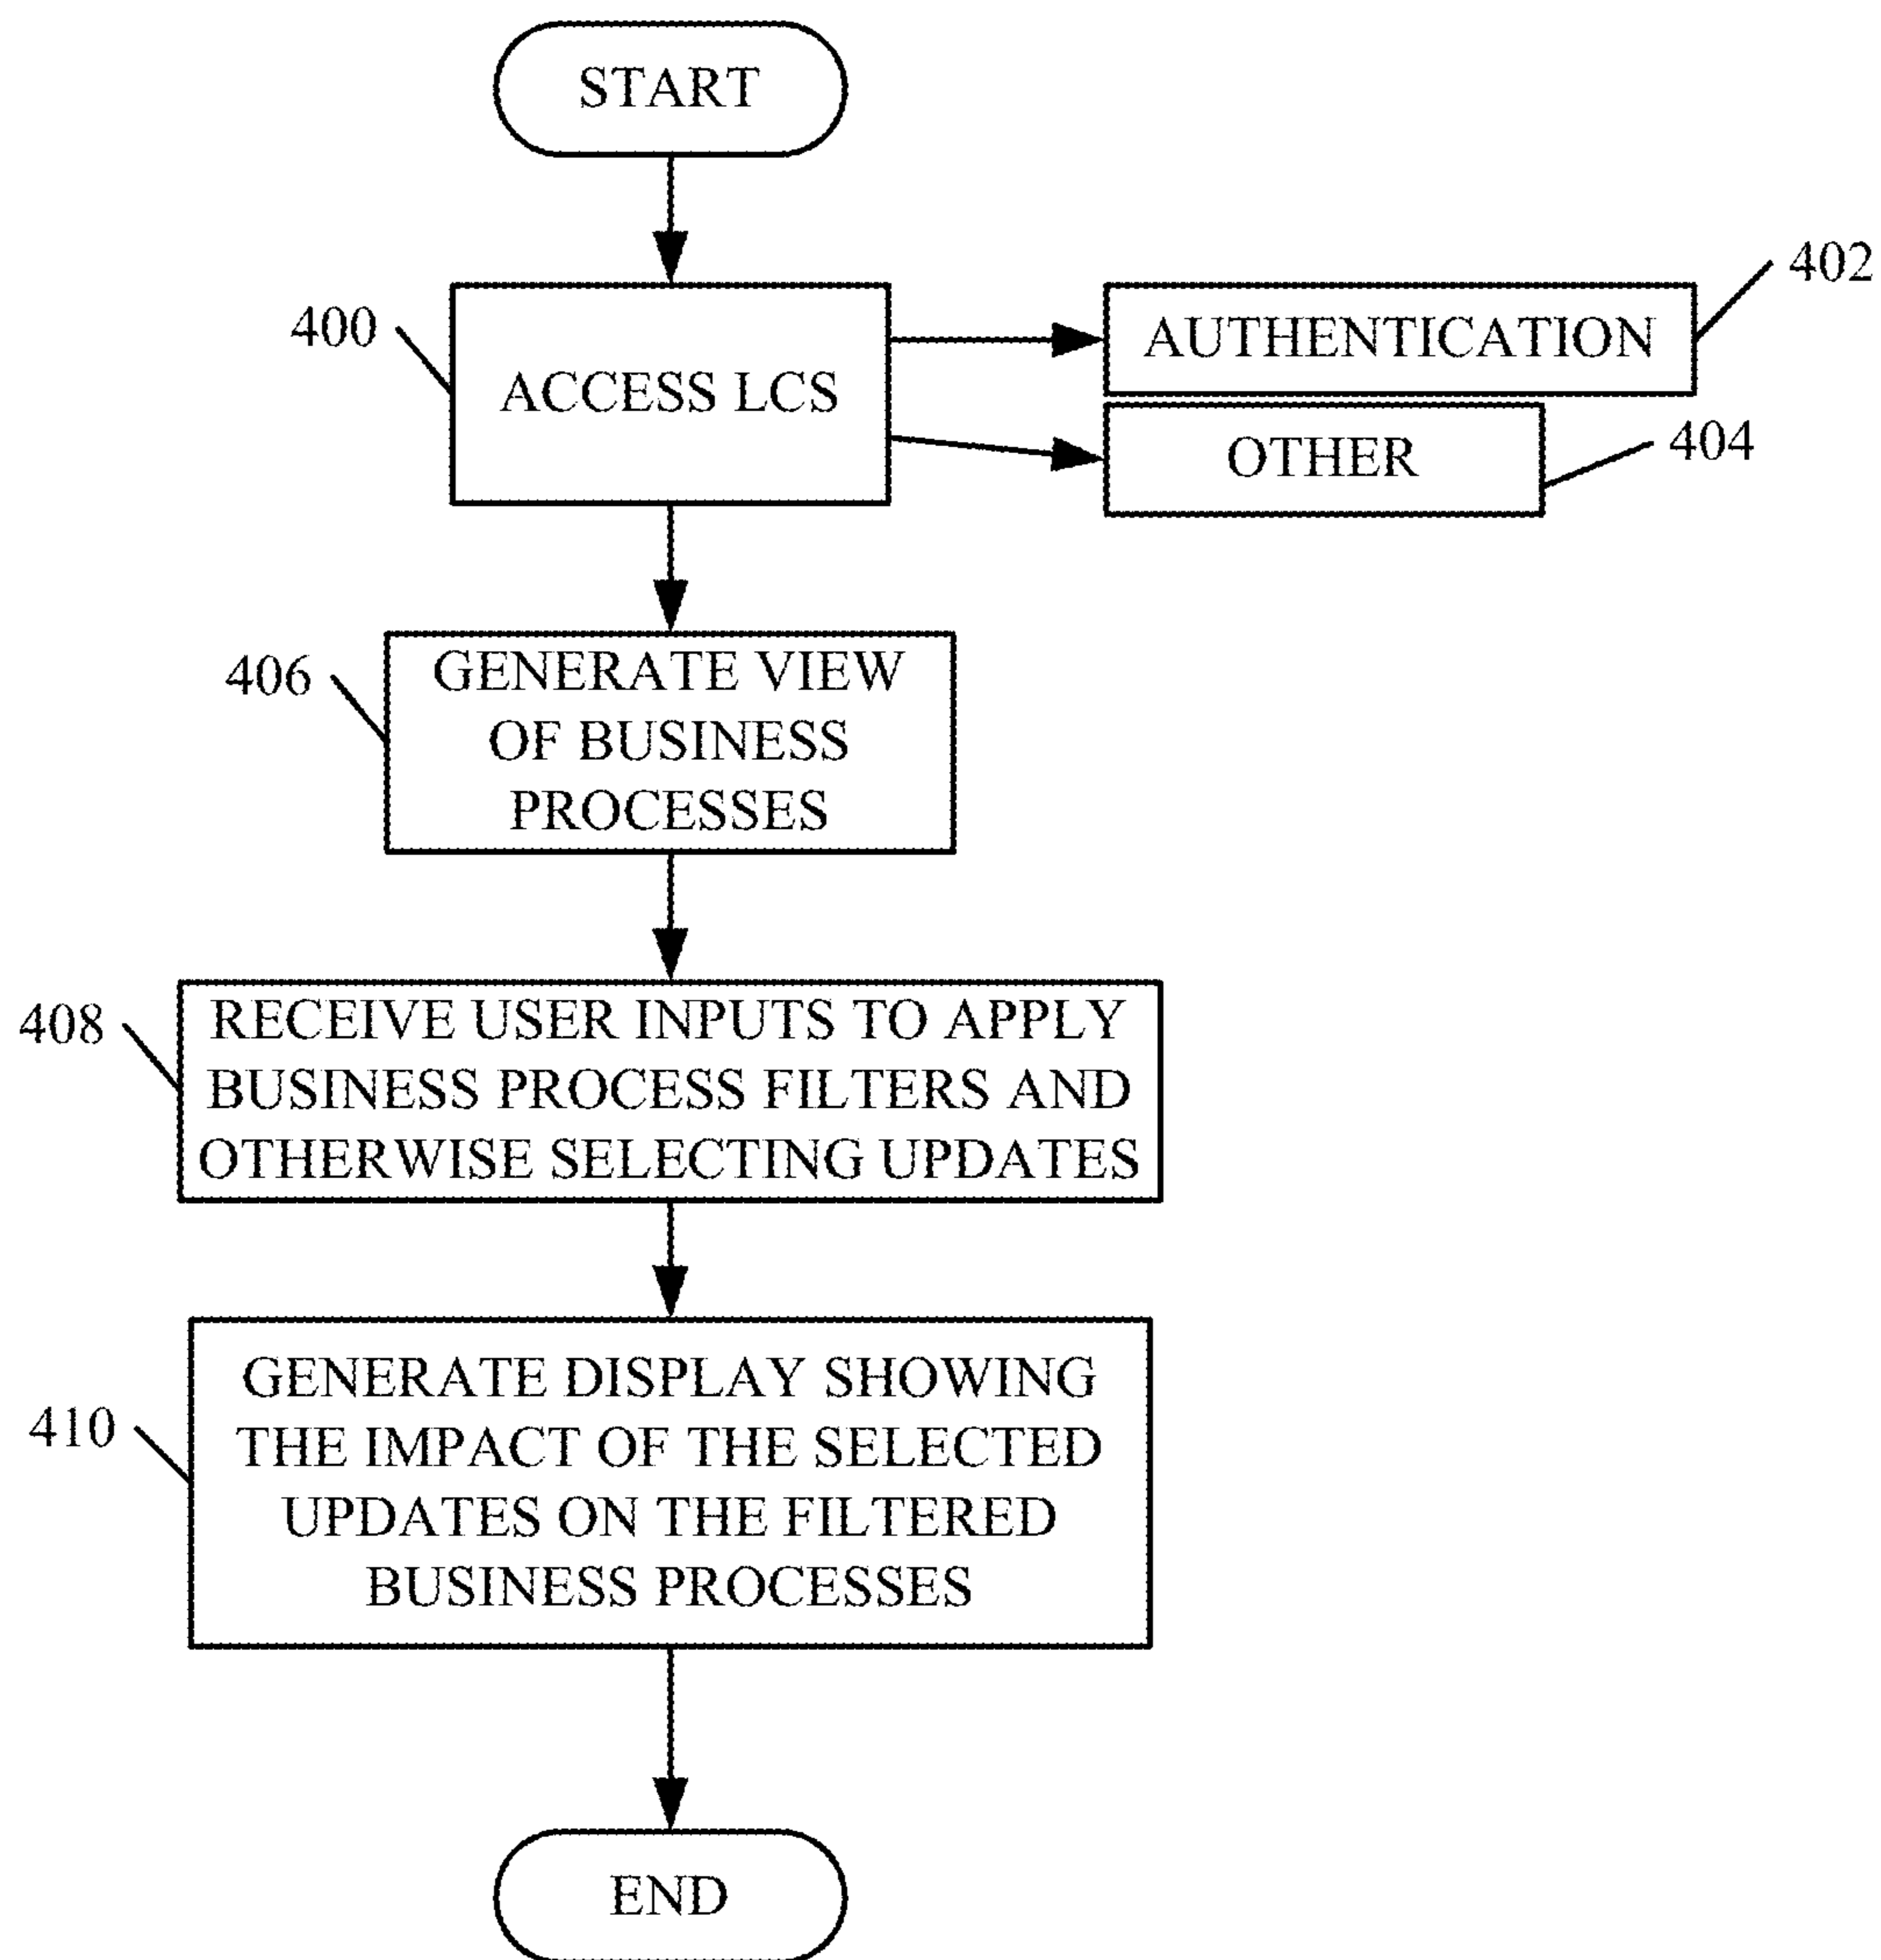 START
400
ACCESS LCS
AUTHENTICATION
402
OTHER
404
406
GENERATE VIEW
OF BUSINESS
PROCESSES
408
RECEIVE USER INPUTS TO APPLY
BUSINESS PROCESS FILTERS AND
OTHERWISE SELECTING UPDATES
410
GENERATE DISPLAY SHOWING
THE IMPACT OF THE SELECTED
UPDATES ON THE FILTERED
BUSINESS PROCESSES
END